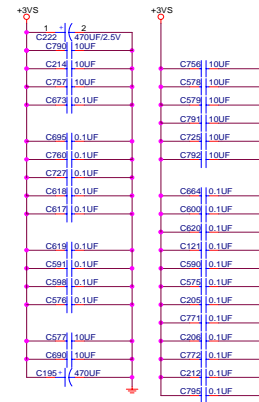 +3VS
1 + 2
C222 470UF/2.5V
C790 10UF
C214 10UF
C757 10UF
C673 0.1UF
C695 0.1UF
C760 0.1UF
C727 0.1UF
C618 0.1UF
C617 0.1UF
C619 0.1UF
C591 0.1UF
C598 0.1UF
C576 0.1UF
C577 10UF
C690 10UF
C195 + 470UF
+3VS
C756 10UF
C578 10UF
C579 10UF
C791 10UF
C725 10UF
C792 10UF
C664 0.1UF
C600 0.1UF
C620 0.1UF
C121 0.1UF
C590 0.1UF
C575 0.1UF
C205 0.1UF
C771 0.1UF
C206 0.1UF
C772 0.1UF
C212 0.1UF
C795 0.1UF